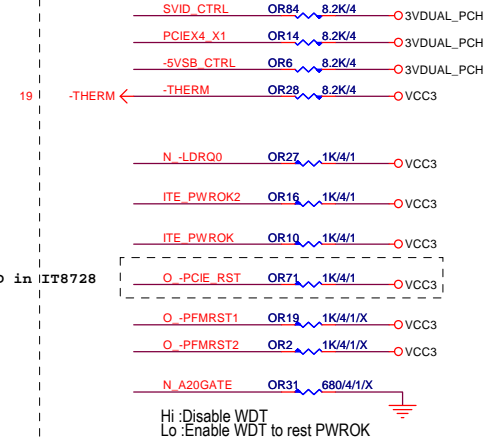 SVID_CTRL OR84 8.2K/4 3VDUAL_PCH
PCIEX4_X1 OR14 8.2K/4 3VDUAL_PCH
-5VSB_CTRL OR6 8.2K/4 3VDUAL_PCH
19 -THERM -THERM OR28 8.2K/4 VCC3
N_-LDRQ0 OR27 1K/4/1 VCC3
ITE_PWROK2 OR16 1K/4/1 VCC3
ITE_PWROK OR10 1K/4/1 VCC3
in IT8728 O_-PCIE_RST OR71 1K/4/1 VCC3
O_-PFMRST1 OR19 1K/4/1/X VCC3
O_-PFMRST2 OR2 1K/4/1/X VCC3
N_A20GATE OR31 680/4/1/X
Hi :Disable WDT
Lo :Enable WDT to rest PWROK